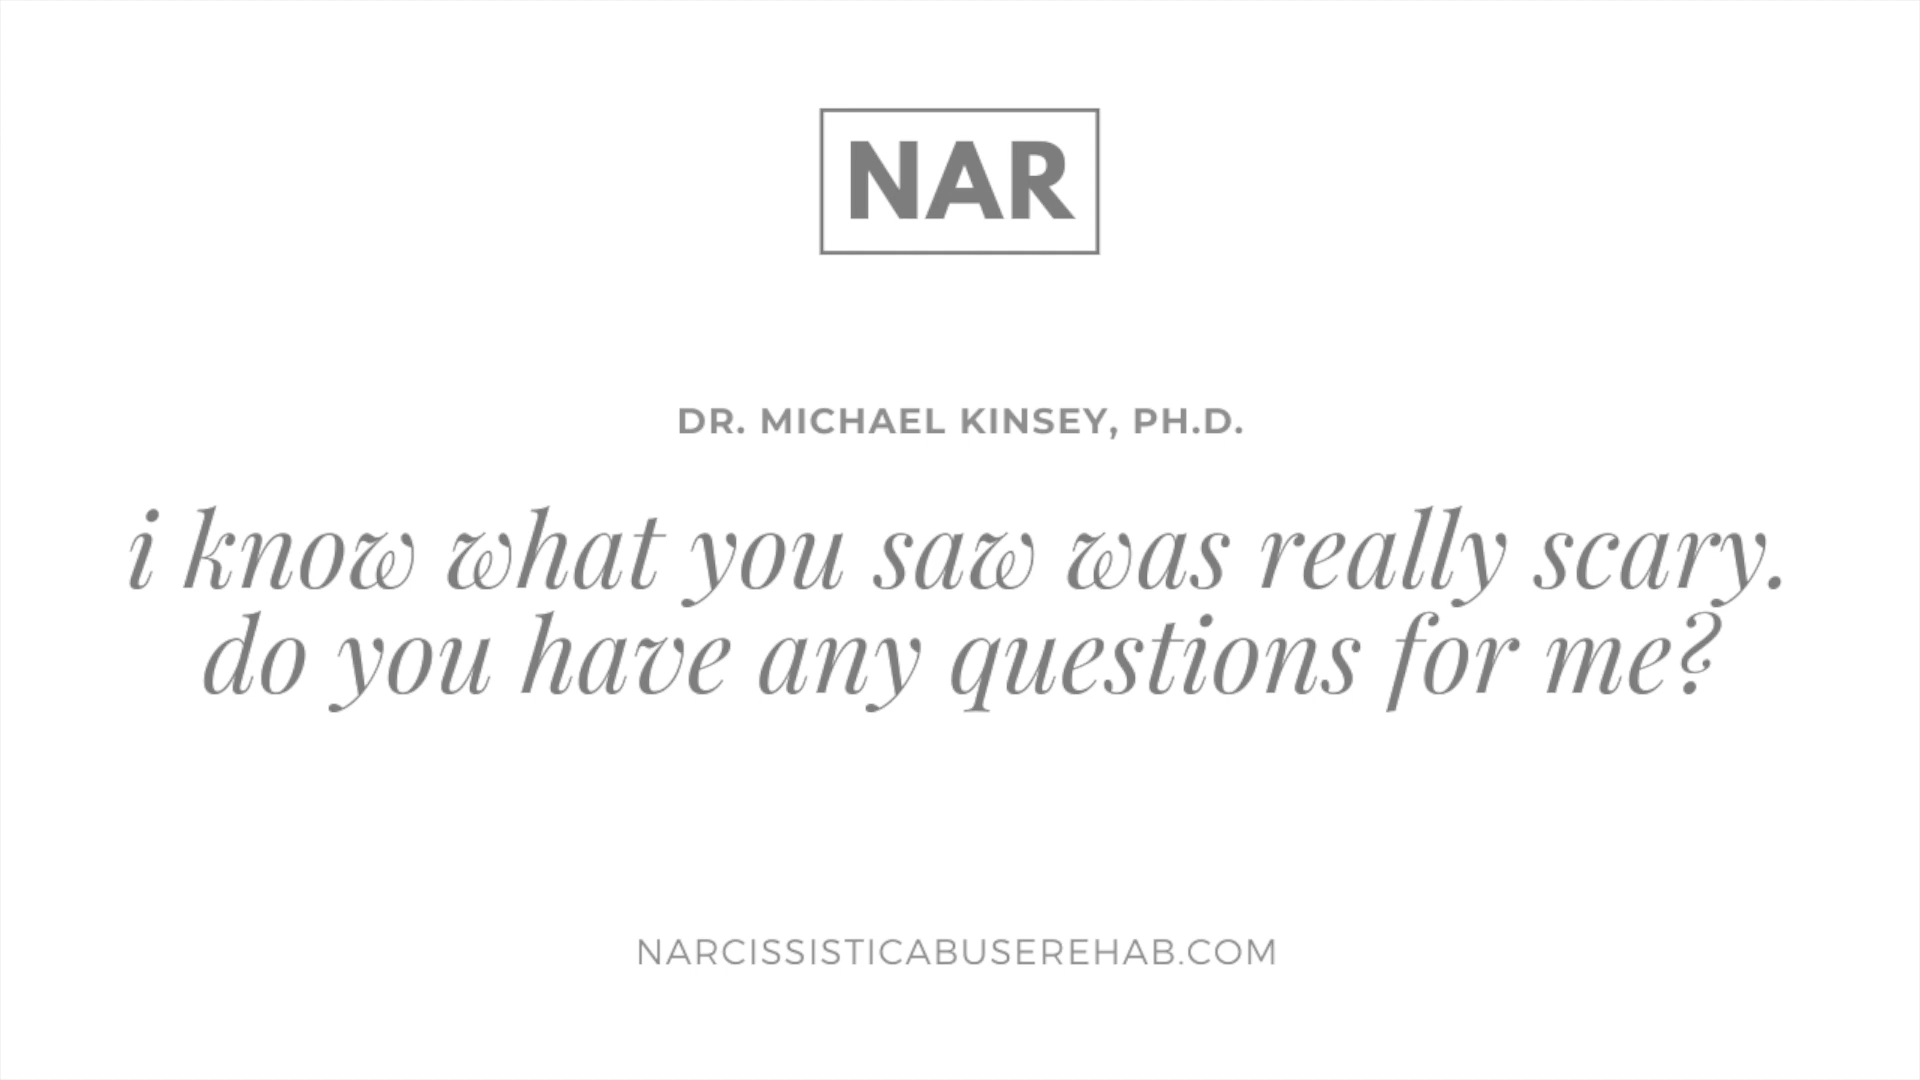 NAR
DR. MICHAEL KINSEY, PH.D.
i know what you saw was really scary.
do you have any questions for me?
NARCISSISTICABUSEREHAB.COM